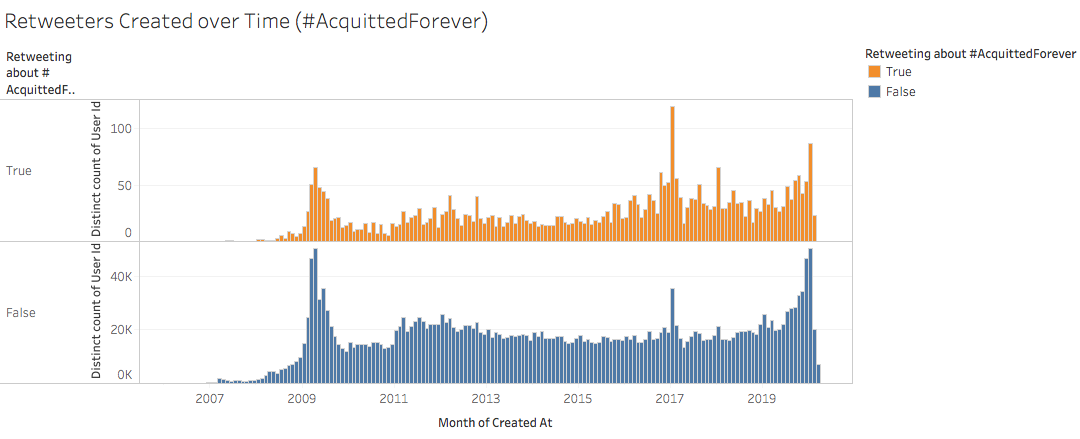 Retweeters Created over Time (#AcquittedForever)
Retweeting
about #
AcquittedF..
True
Distinct count of User Id
100
50
0
False
Distinct count of User Id
40K
20K
0K
2007 2009 2011 2013 2015 2017 2019
Month of Created At
Retweeting about #AcquittedForever
True
False